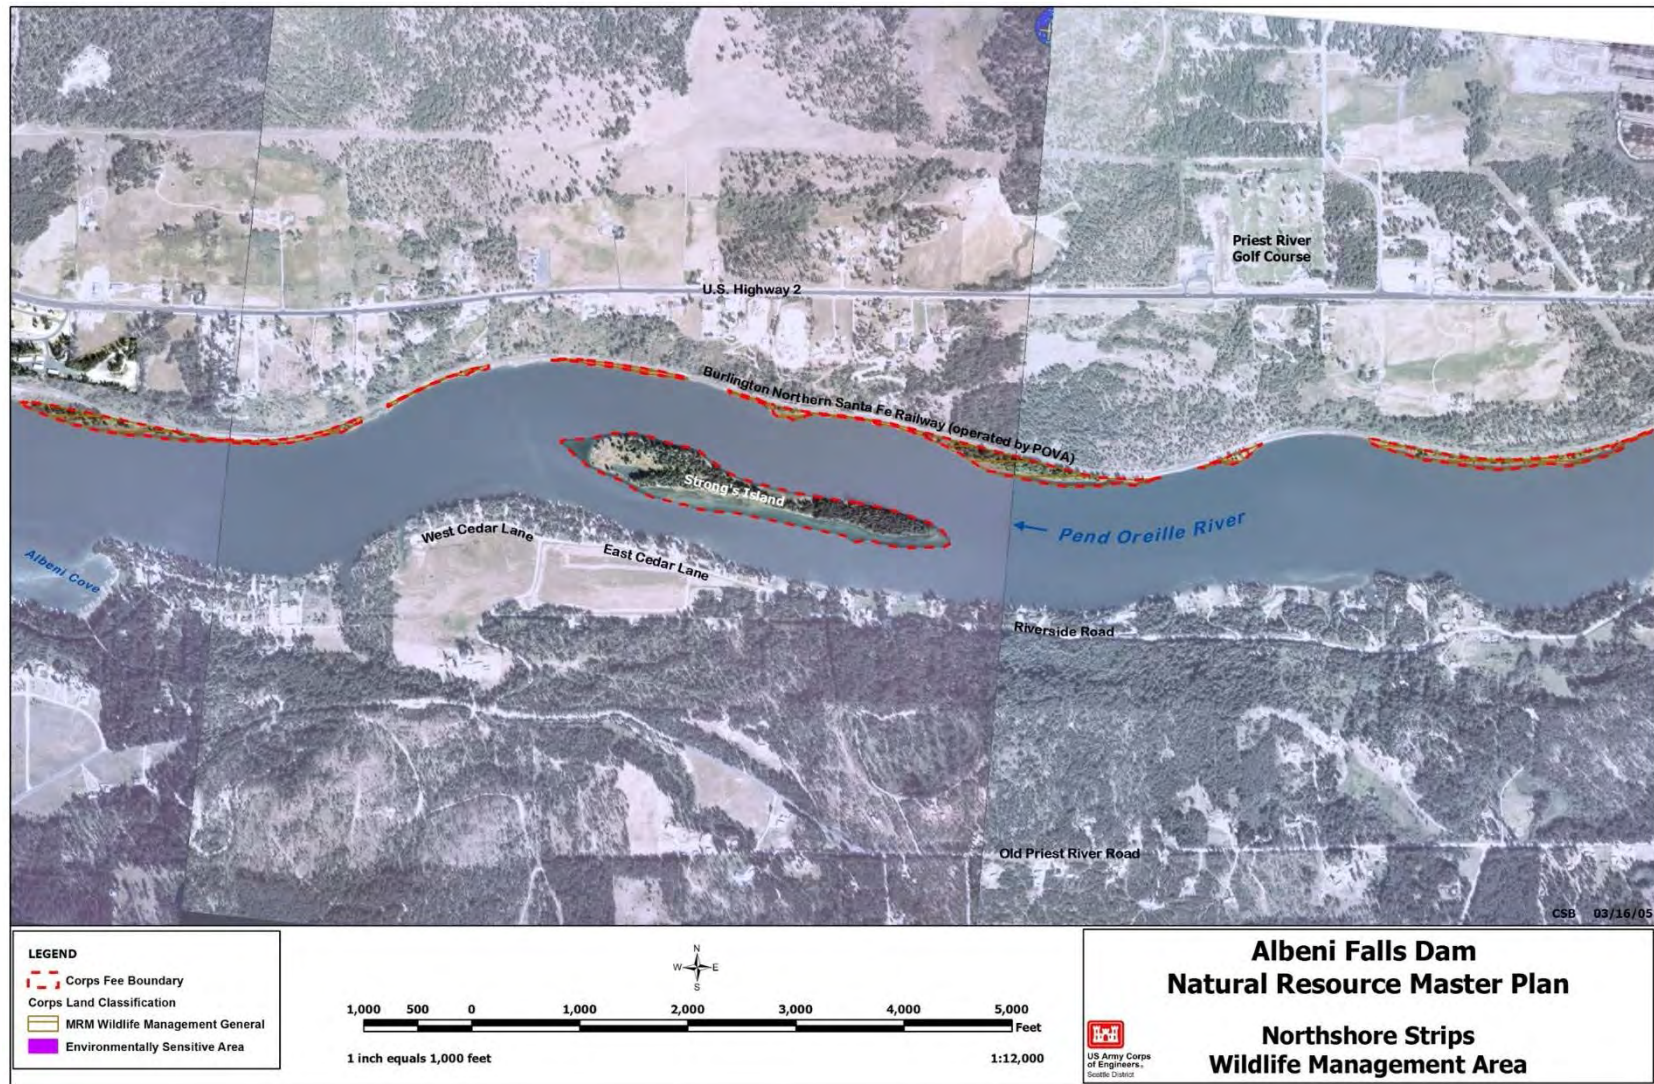 Priest River
Golf Course
U.S. Highway 2
Burlington Northern Santa Fe Railway (operated by POVA)
Strong's Island
Pend Oreille River
West Cedar Lane
East Cedar Lane
Albeni Cove
Riverside Road
Old Priest River Road
CSB 03/16/05
LEGEND
Corps Fee Boundary
Corps Land Classification
MRM Wildlife Management General
Environmentally Sensitive Area
N
W E
S
1,000 500 0 1,000 2,000 3,000 4,000 5,000
Feet
1 inch equals 1,000 feet
1:12,000
Albeni Falls Dam
Natural Resource Master Plan
Northshore Strips
Wildlife Management Area
US Army Corps
of Engineers®
Seattle District